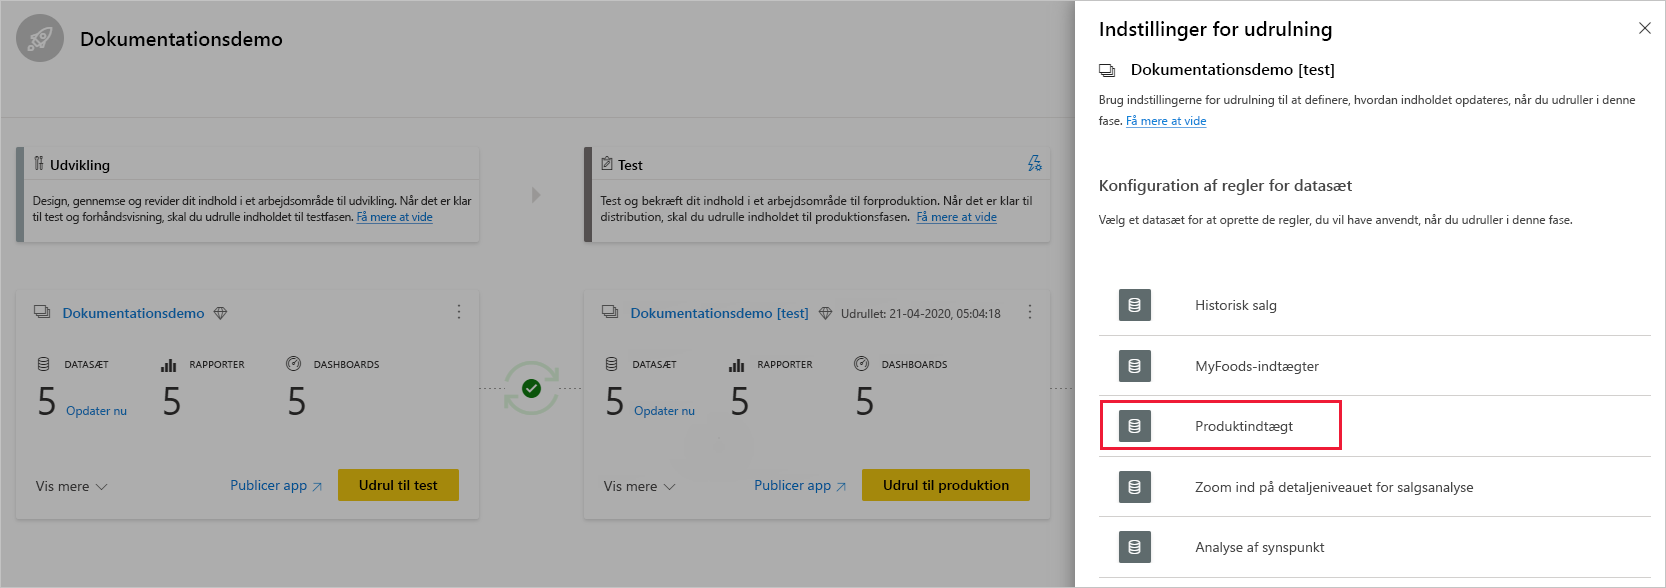 Dokumentationsdemo
Udvikling
Design, gennemse og revider dit indhold i et arbejdsområde til udvikling. Når det er klar
til test og forhåndsvisning, skal du udrulle indholdet til testfasen. Få mere at vide
Test
Test og bekræft dit indhold i et arbejdsområde for forproduktion. Når det er klar til
distribution, skal du udrulle indholdet til produktionsfasen. Få mere at vide
Dokumentationsdemo
DATASÆT RAPPORTER DASHBOARDS
5 Opdater nu 5 5
Vis mere Publicer app Udrul til test
Dokumentationsdemo [test] Udrullet: 21-04-2020, 05:04:18
DATASÆT RAPPORTER DASHBOARDS
5 Opdater nu 5 5
Vis mere Publicer app Udrul til produktion
Indstillinger for udrulning
Dokumentationsdemo [test]
Brug indstillingerne for udrulning til at definere, hvordan indholdet opdateres, når du udruller i denne
fase. Få mere at vide
Konfiguration af regler for datasæt
Vælg et datasæt for at oprette de regler, du vil have anvendt, når du udruller i denne fase.
Historisk salg
MyFoods-indtægter
Produktindtægt
Zoom ind på detaljeniveauet for salgsanalyse
Analyse af synspunkt